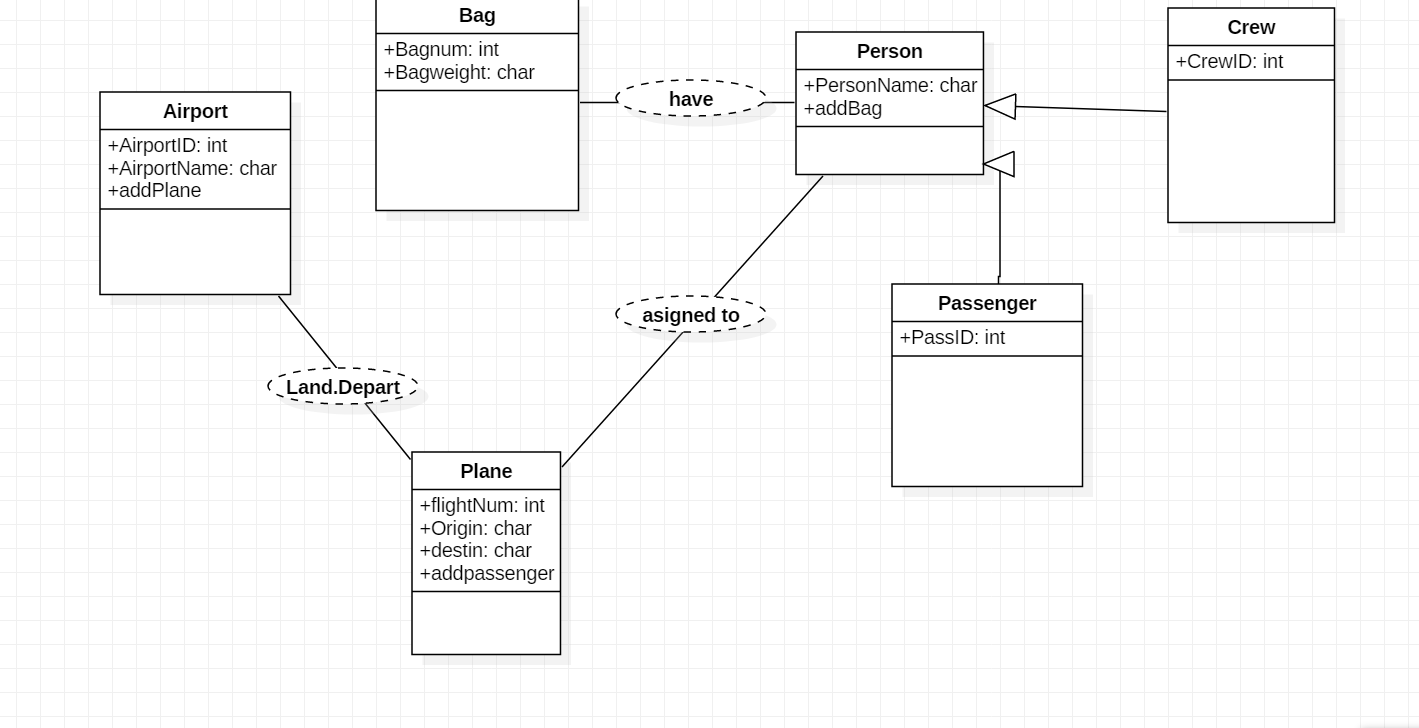 Bag
+Bagnum: int
+Bagweight: char
have
Person
+PersonName: char
+addBag
Crew
+CrewID: int
Airport
+AirportID: int
+AirportName: char
+addPlane
asigned to
Passenger
+PassID: int
Land.Depart
Plane
+flightNum: int
+Origin: char
+destin: char
+addpassenger